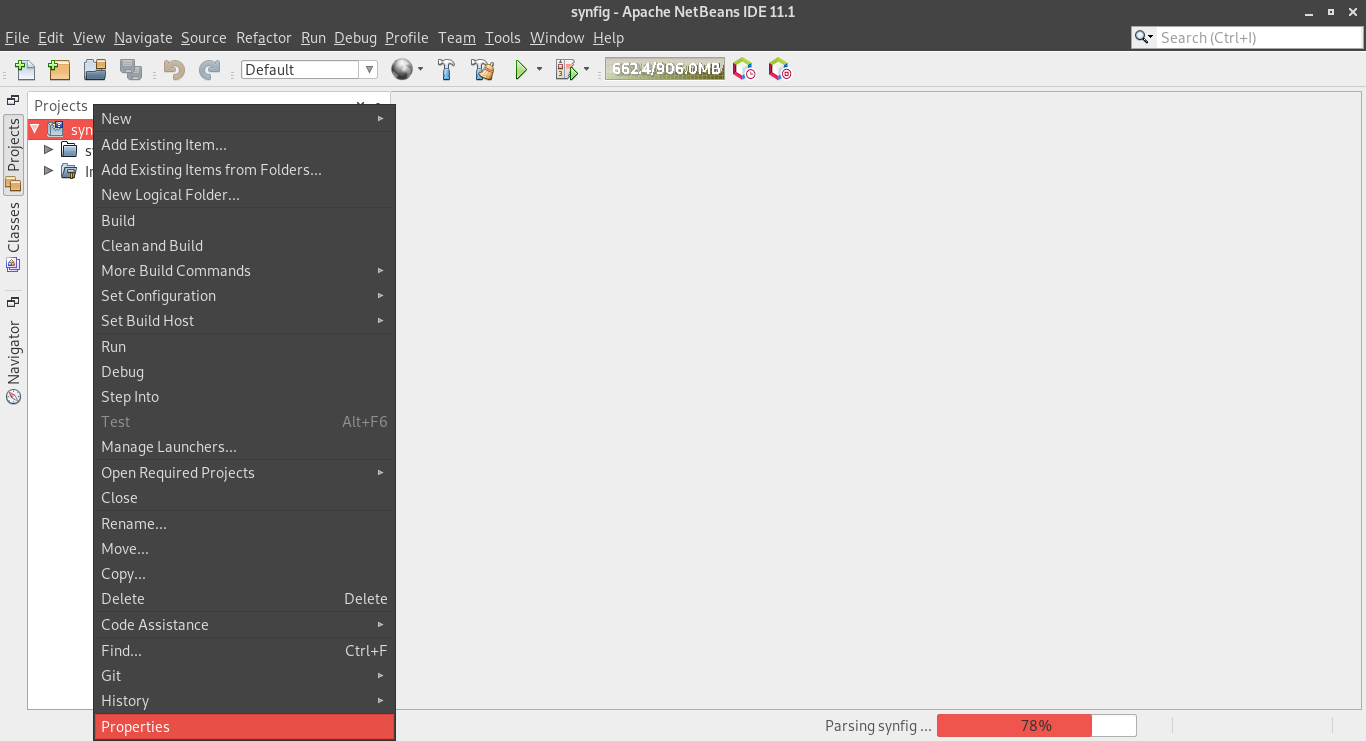 synfig - Apache NetBeans IDE 11.1
File Edit View Navigate Source Refactor Run Debug Profile Team Tools Window Help
Search (Ctrl+I)
Default
662.4/906.0MB
Projects
Projects
Classes
Navigator
syn
s
New
Add Existing Item...
Add Existing Items from Folders...
New Logical Folder...
Build
Clean and Build
More Build Commands
Set Configuration
Set Build Host
Run
Debug
Step Into
Test Alt+F6
Manage Launchers...
Open Required Projects
Close
Rename...
Move...
Copy...
Delete Delete
Code Assistance
Find... Ctrl+F
Git
History
Properties
Parsing synfig ... 78%